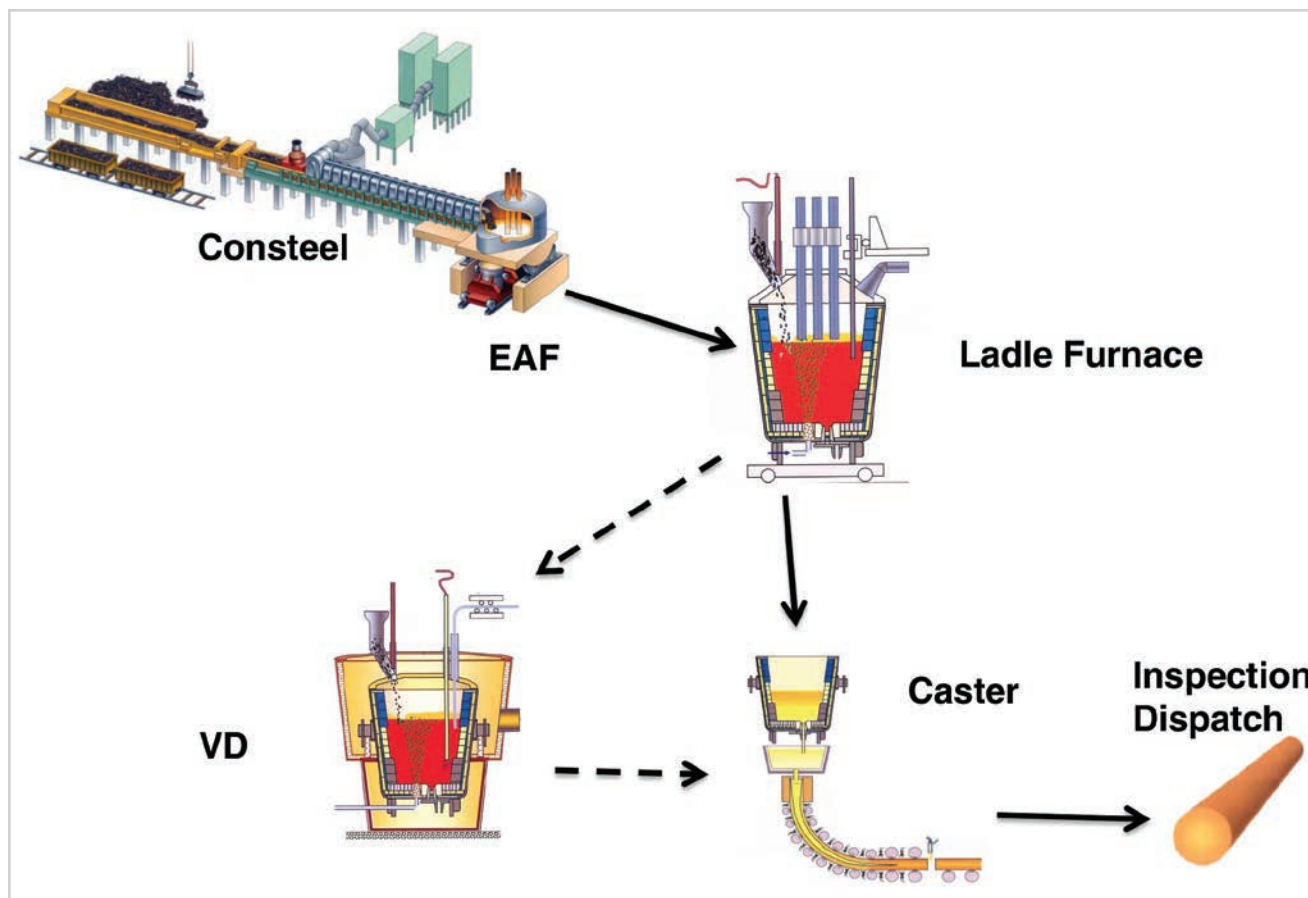 Consteel
EAF
Ladle Furnace
VD
Caster
Inspection
Dispatch